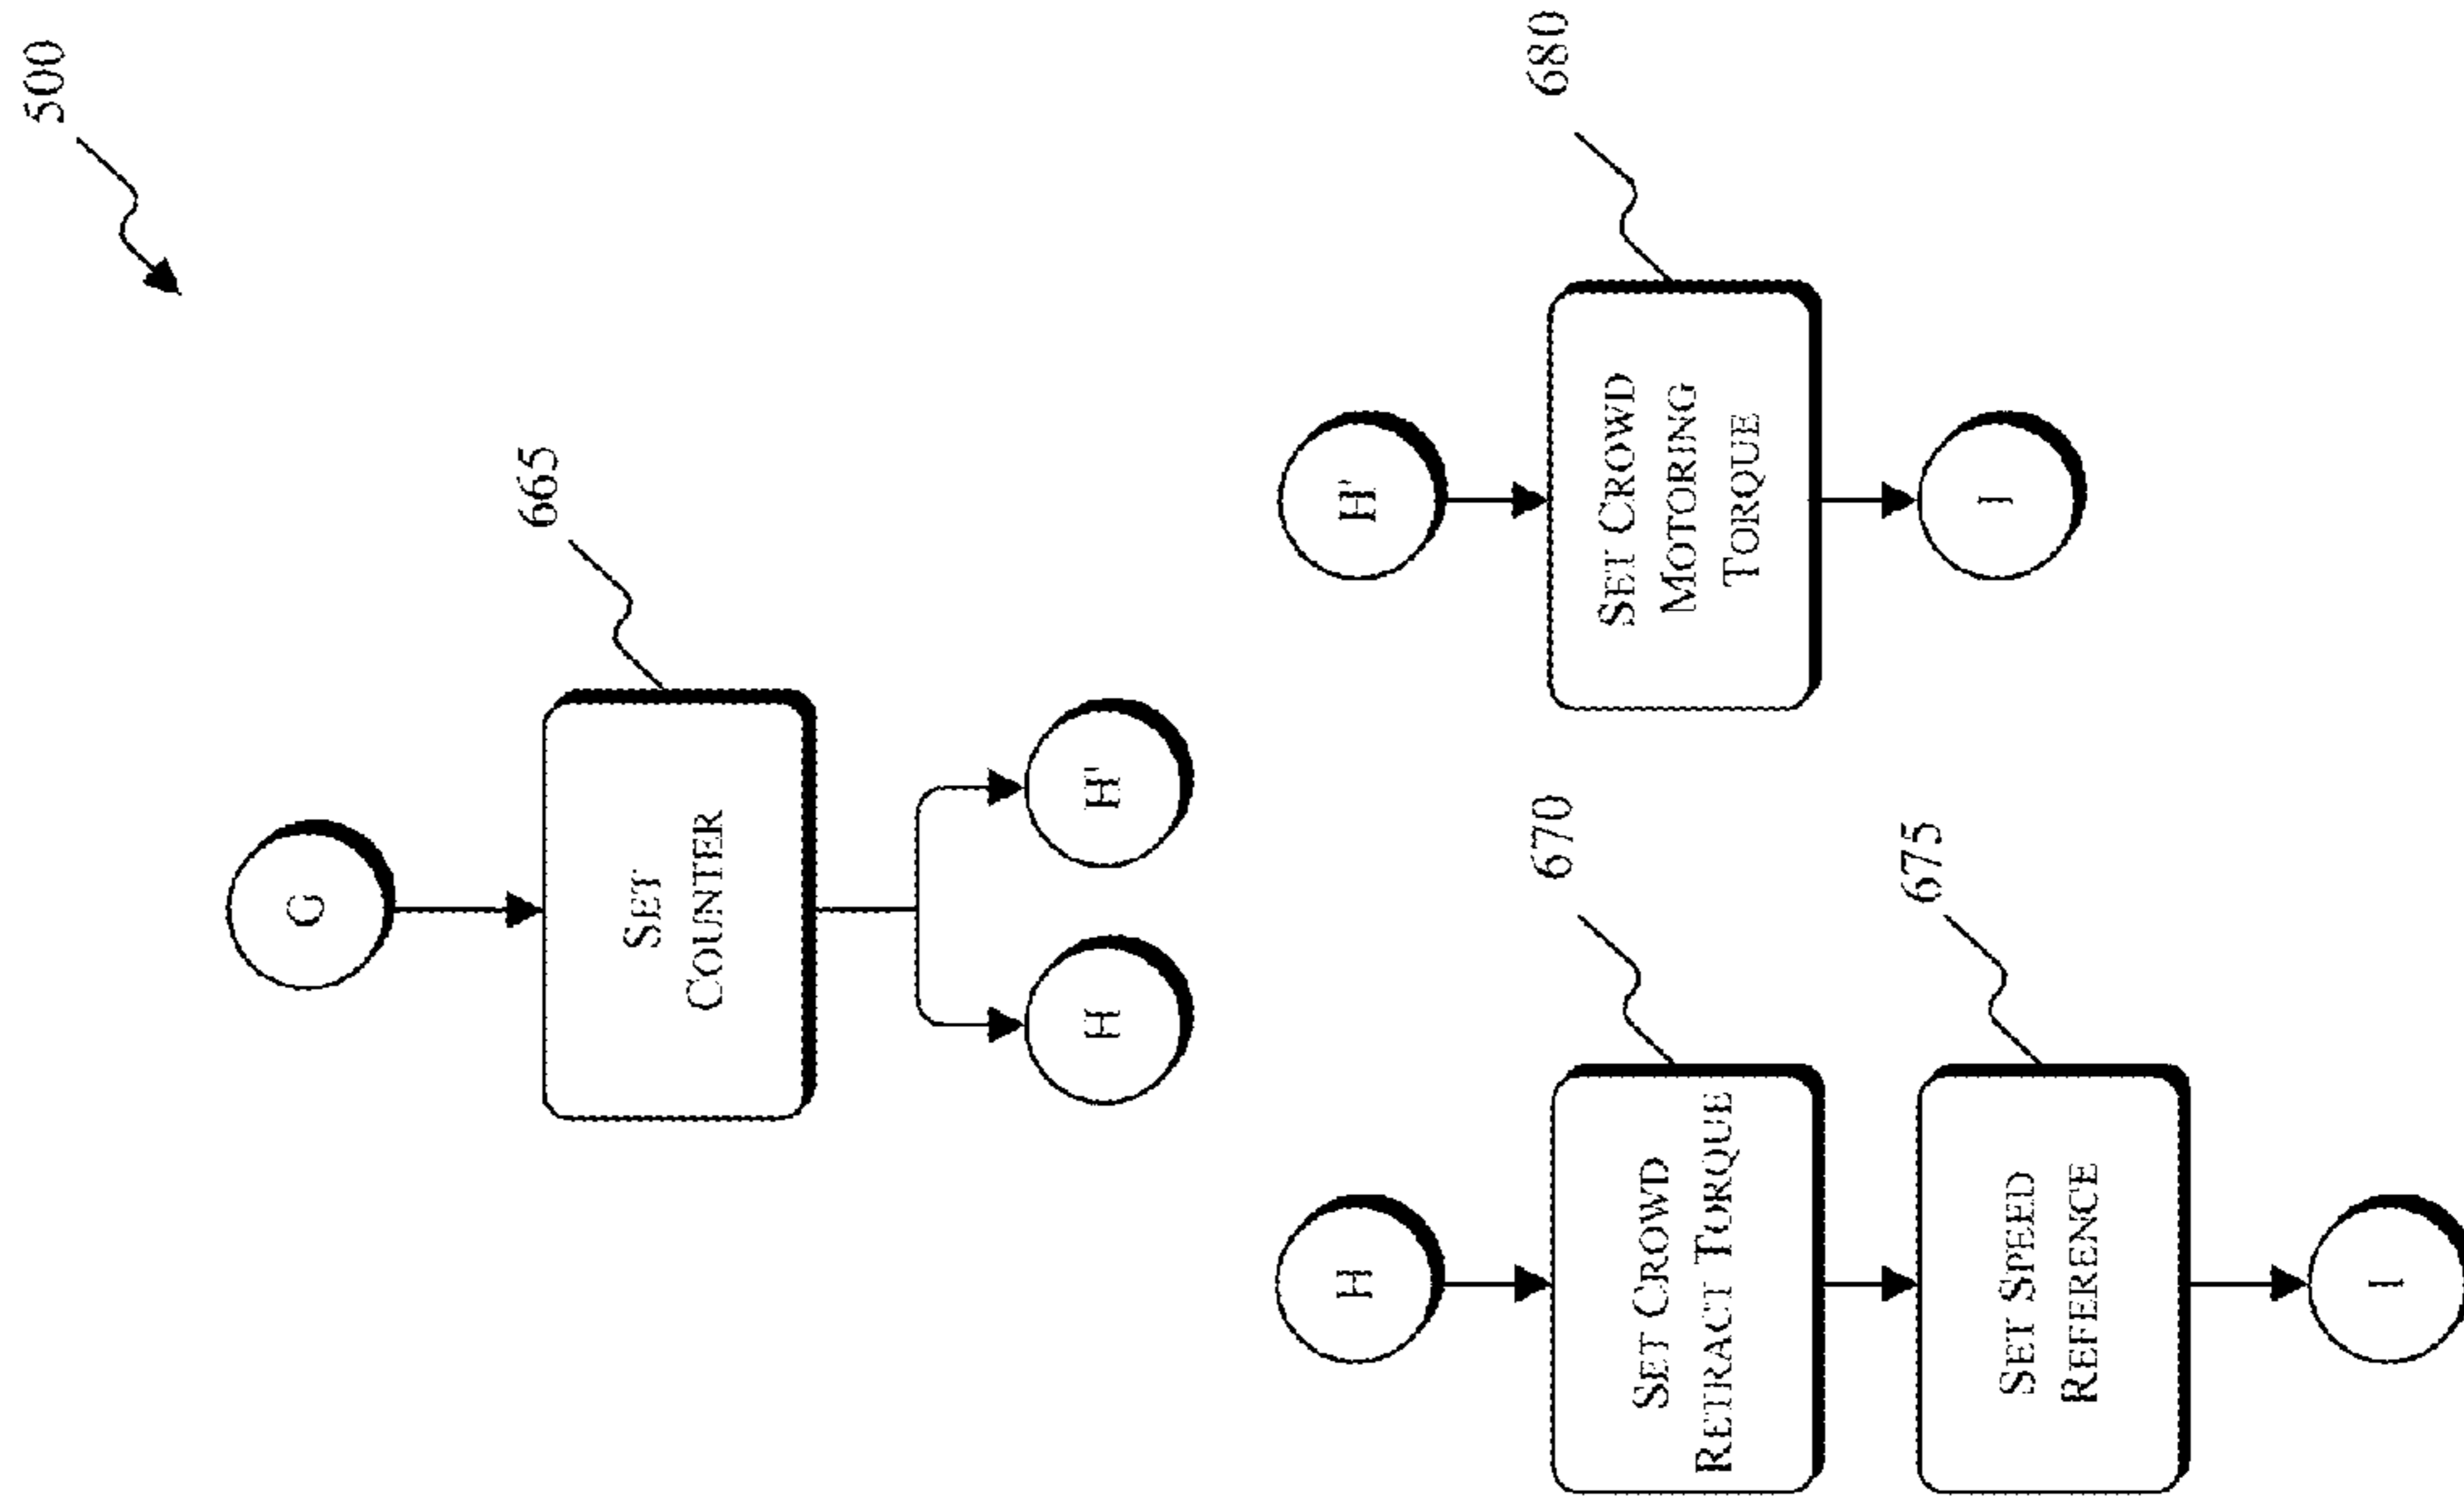 500
G
665
SET
COUNTER
H
H'
H
670
SET CROWD
RETRACT TORQUE
675
SET SPEED
REFERENCE
I
H'
680
SET CROWD
MOTORING
TORQUE
I